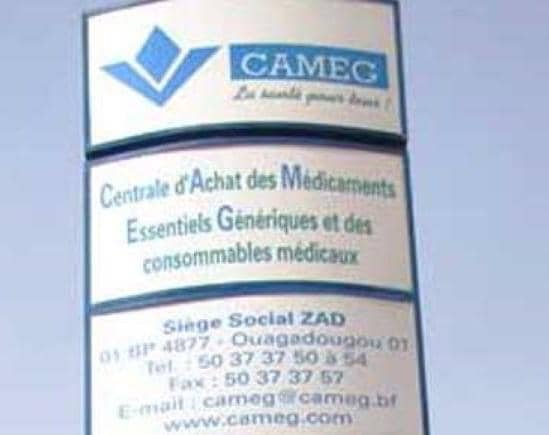 CAMEG
La santé pour tous !
Centrale d'Achat des Médicaments
Essentiels Génériques et des
consommables médicaux
Siège Social ZAD
01 BP 4877 - Ouagadougou 01
Tel. : 50 37 37 50 à 54
Fax : 50 37 37 57
E-mail : cameg@cameg.bf
www.cameg.com